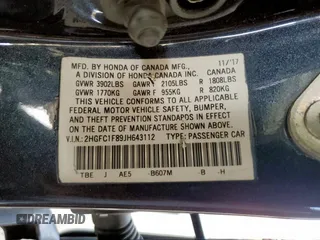 MFD. BY HONDA OF CANADA MFG., 11/17
A DIVISION OF HONDA CANADA INC. CANADA
GVWR 3902LBS GAWR F 2105LBS R 1808LBS
GVWR 1770KG GAWR F 955KG R 820KG
THIS VEHICLE CONFORMS TO ALL APPLICABLE
FEDERAL MOTOR VEHICLE SAFETY, BUMPER,
AND THEFT PREVENTION STANDARDS IN EFFECT
ON THE DATE OF MANUFACTURE SHOWN ABOVE.
V.I.N.: 2HGFC1F89JH643112 TYPE: PASSENGER CAR
TBE J AE5 -B607M -B -H
DREAMBID